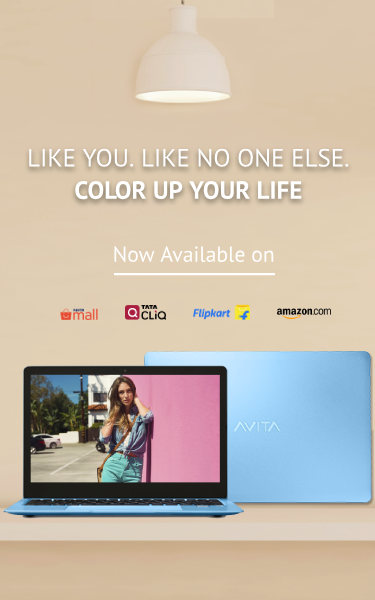 LIKE YOU. LIKE NO ONE ELSE.
COLOR UP YOUR LIFE
Now Available on
paytm
mall
TATA
CLiQ
Flipkart
amazon.com
AVITA